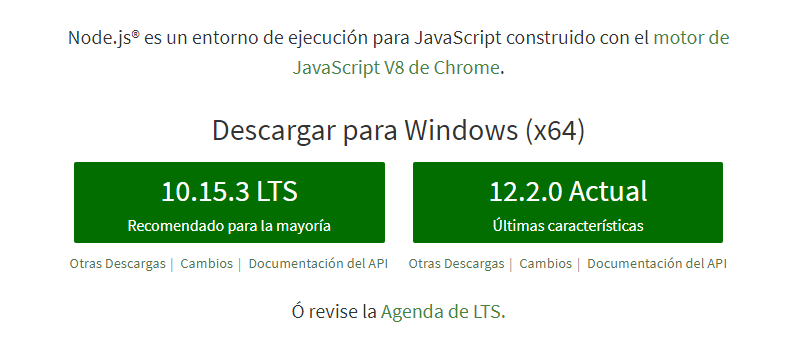 Node.js® es un entorno de ejecución para JavaScript construido con el motor de
JavaScript V8 de Chrome.
Descargar para Windows (x64)
10.15.3 LTS
Recomendado para la mayoría
12.2.0 Actual
Últimas características
Otras Descargas | Cambios | Documentación del API
Otras Descargas | Cambios | Documentación del API
Ó revise la Agenda de LTS.